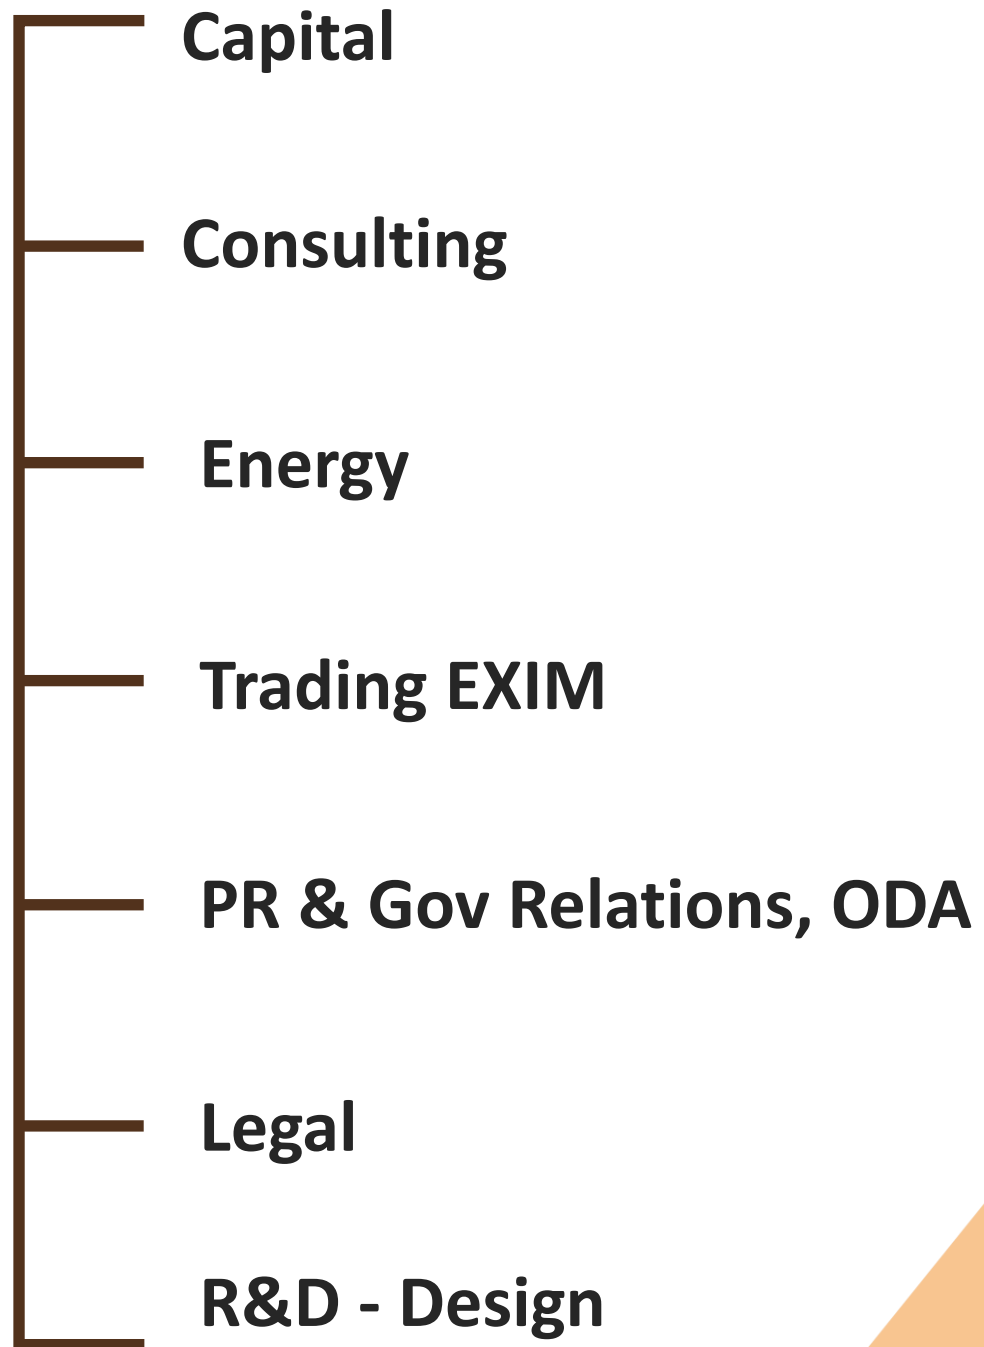 Capital
Consulting
Energy
Trading EXIM
PR & Gov Relations, ODA
Legal
R&D - Design